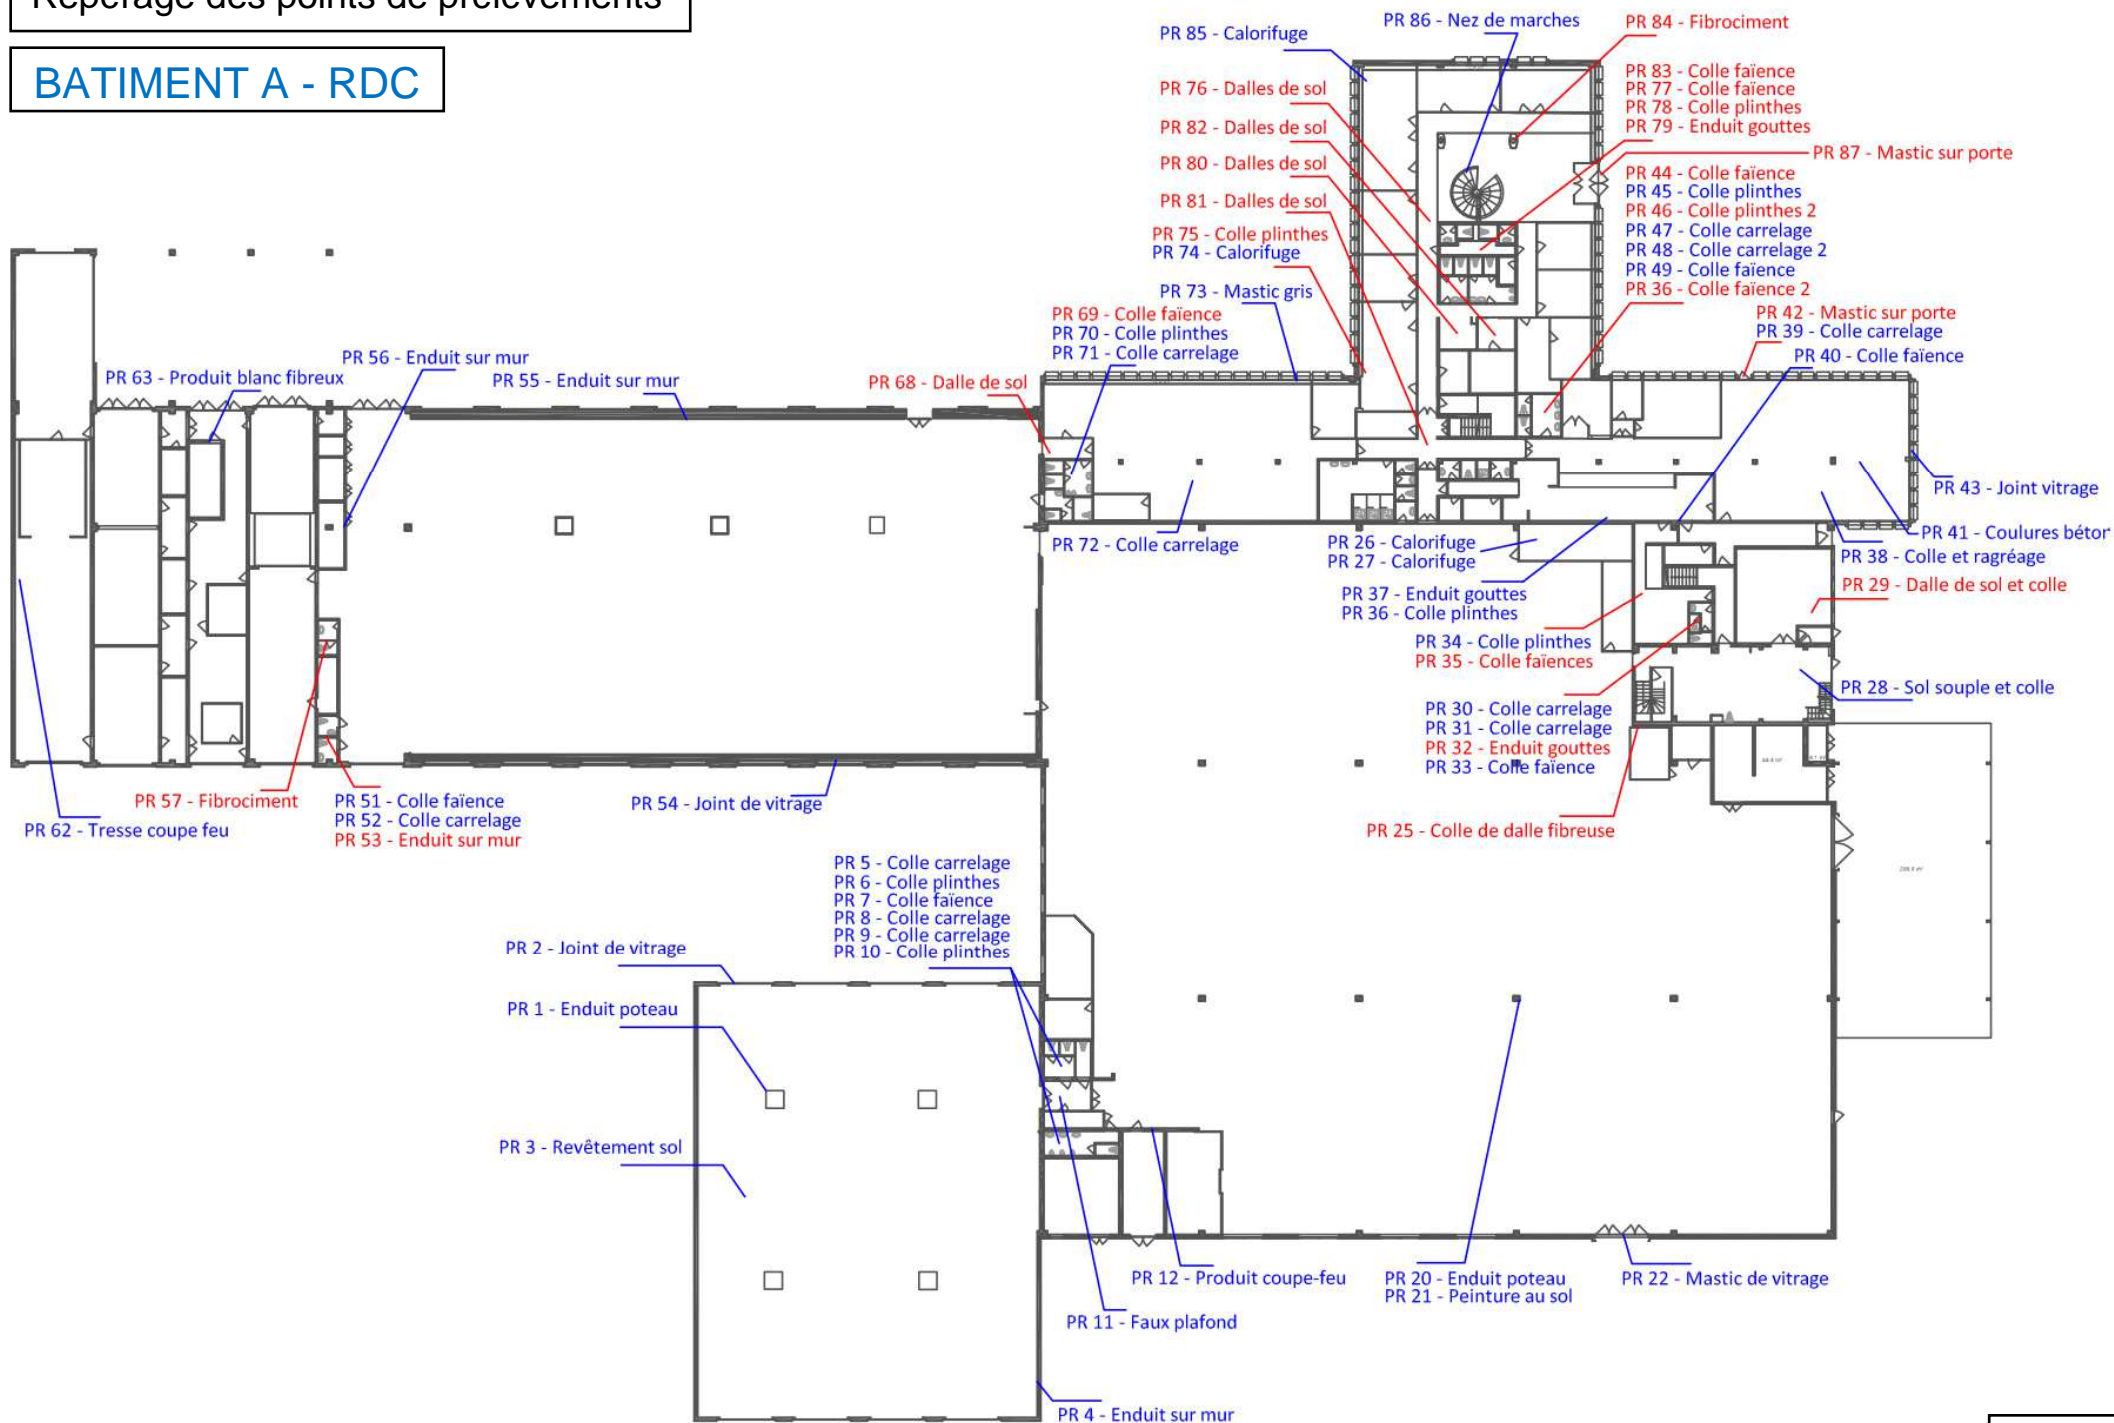 Repérage des points de prélèvements
BATIMENT A - RDC
PR 85 - Calorifuge
PR 86 - Nez de marches
PR 84 - Fibrociment
PR 76 - Dalles de sol
PR 82 - Dalles de sol
PR 80 - Dalles de sol
PR 81 - Dalles de sol
PR 75 - Colle plinthes
PR 74 - Calorifuge
PR 73 - Mastic gris
PR 83 - Colle faïence
PR 77 - Colle faïence
PR 78 - Colle plinthes
PR 79 - Enduit gouttes
PR 87 - Mastic sur porte
PR 44 - Colle faïence
PR 45 - Colle plinthes
PR 46 - Colle plinthes 2
PR 47 - Colle carrelage
PR 48 - Colle carrelage 2
PR 49 - Colle faïence
PR 36 - Colle faïence 2
PR 42 - Mastic sur porte
PR 39 - Colle carrelage
PR 40 - Colle faïence
PR 69 - Colle faïence
PR 70 - Colle plinthes
PR 71 - Colle carrelage
PR 68 - Dalle de sol
PR 63 - Produit blanc fibreux
PR 56 - Enduit sur mur
PR 55 - Enduit sur mur
PR 43 - Joint vitrage
PR 41 - Coulures béton
PR 38 - Colle et ragréage
PR 29 - Dalle de sol et colle
PR 28 - Sol souple et colle
PR 72 - Colle carrelage
PR 26 - Calorifuge
PR 27 - Calorifuge
PR 37 - Enduit gouttes
PR 36 - Colle plinthes
PR 34 - Colle plinthes
PR 35 - Colle faïences
PR 30 - Colle carrelage
PR 31 - Colle carrelage
PR 32 - Enduit gouttes
PR 33 - Colle faïence
PR 25 - Colle de dalle fibreuse
PR 57 - Fibrociment
PR 62 - Tresse coupe feu
PR 51 - Colle faïence
PR 52 - Colle carrelage
PR 53 - Enduit sur mur
PR 54 - Joint de vitrage
PR 5 - Colle carrelage
PR 6 - Colle plinthes
PR 7 - Colle faïence
PR 8 - Colle carrelage
PR 9 - Colle carrelage
PR 10 - Colle plinthes
PR 2 - Joint de vitrage
PR 1 - Enduit poteau
PR 3 - Revêtement sol
PR 12 - Produit coupe-feu
PR 11 - Faux plafond
PR 20 - Enduit poteau
PR 21 - Peinture au sol
PR 22 - Mastic de vitrage
PR 4 - Enduit sur mur